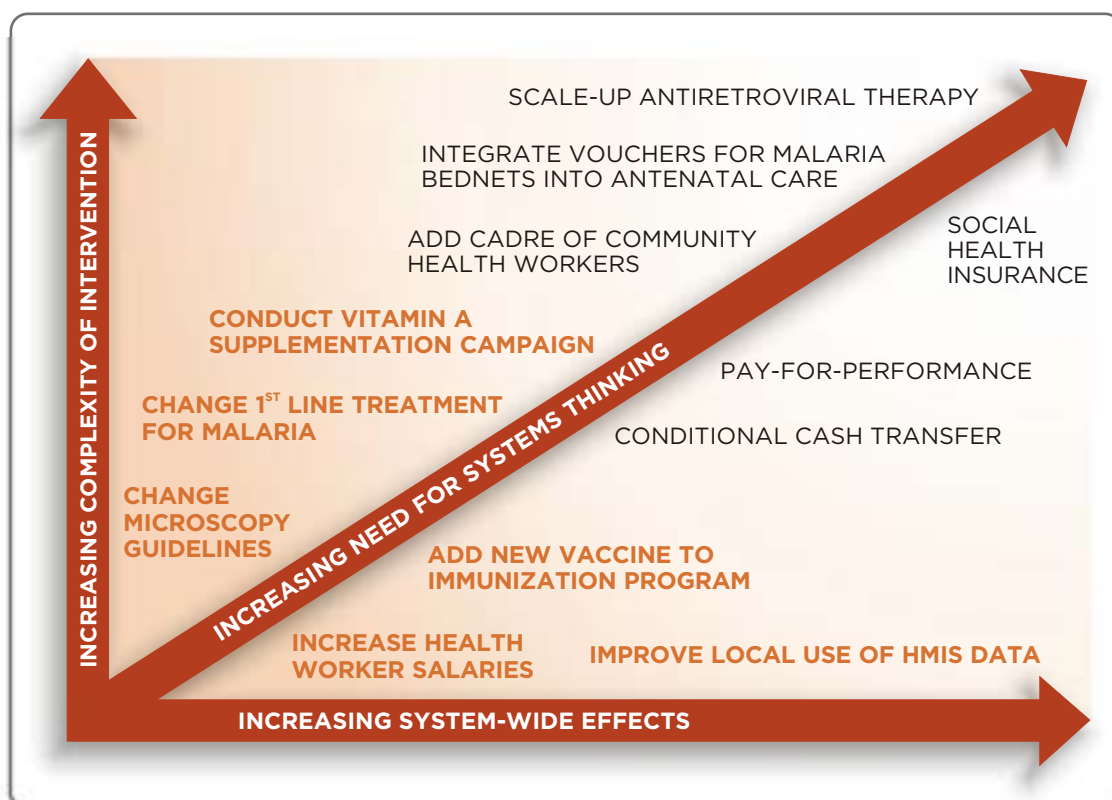 SCALE-UP ANTIRETROVIRAL THERAPY
INTEGRATE VOUCHERS FOR MALARIA
BEDNETS INTO ANTENATAL CARE
ADD CADRE OF COMMUNITY
HEALTH WORKERS
SOCIAL
HEALTH
INSURANCE
CONDUCT VITAMIN A
SUPPLEMENTATION CAMPAIGN
PAY-FOR-PERFORMANCE
CHANGE 1ST LINE TREATMENT
FOR MALARIA
CONDITIONAL CASH TRANSFER
CHANGE
MICROSCOPY
GUIDELINES
ADD NEW VACCINE TO
IMMUNIZATION PROGRAM
INCREASE HEALTH
WORKER SALARIES
IMPROVE LOCAL USE OF HMIS DATA
INCREASING COMPLEXITY OF INTERVENTION
INCREASING NEED FOR SYSTEMS THINKING
INCREASING SYSTEM-WIDE EFFECTS